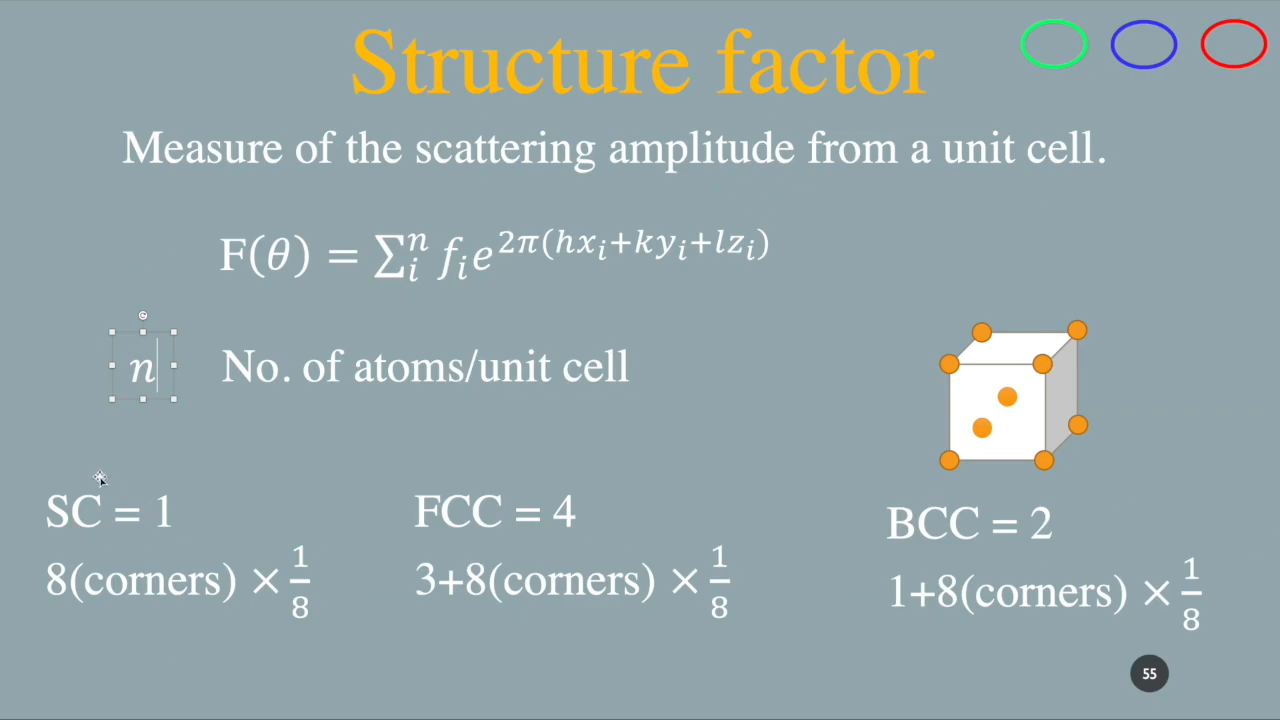 Structure factor
Measure of the scattering amplitude from a unit cell.
F(θ) = ∑ᵢⁿ fᵢe^{2π(hxᵢ+kyᵢ+lzᵢ)}
n No. of atoms/unit cell
SC = 1
8(corners) × 1/8
FCC = 4
3+8(corners) × 1/8
BCC = 2
1+8(corners) × 1/8
55